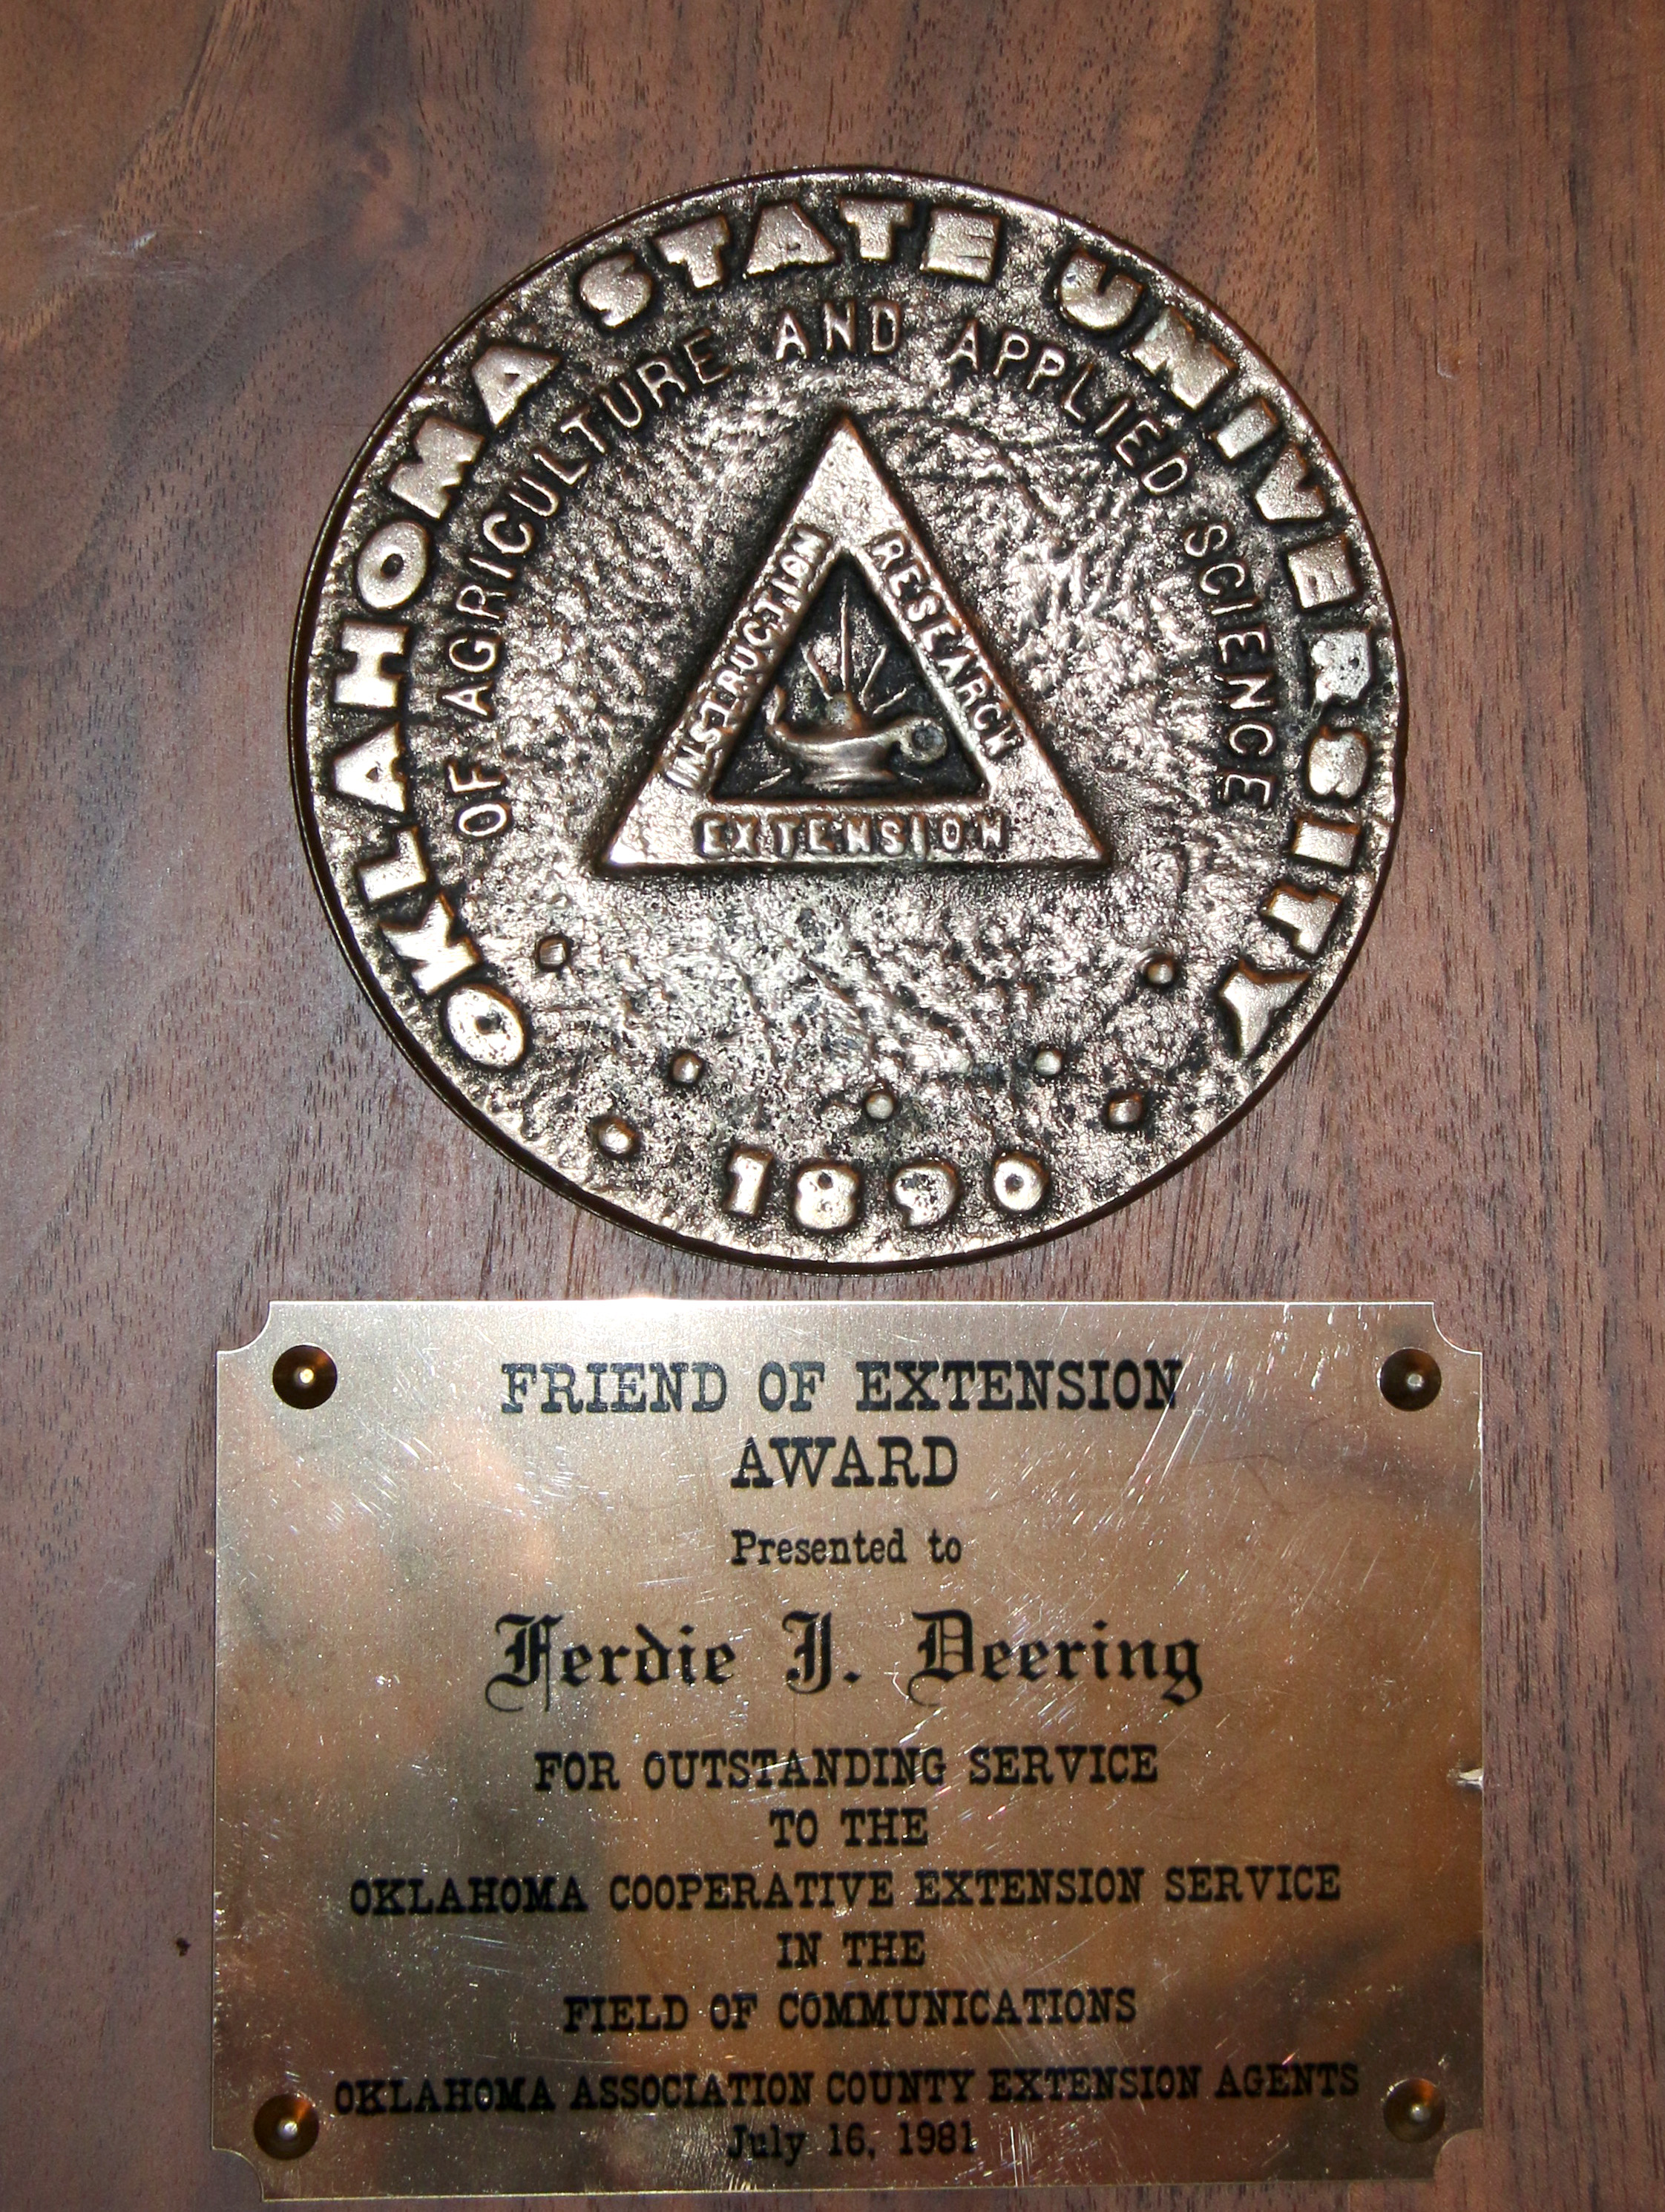 OKLAHOMA STATE UNIVERSITY
OF AGRICULTURE AND APPLIED SCIENCE
INSTRUCTION
RESEARCH
EXTENSION
1890
FRIEND OF EXTENSION
AWARD
Presented to
Ferdie J. Deering
FOR OUTSTANDING SERVICE
TO THE
OKLAHOMA COOPERATIVE EXTENSION SERVICE
IN THE
FIELD OF COMMUNICATIONS
OKLAHOMA ASSOCIATION COUNTY EXTENSION AGENTS
July 16, 1981